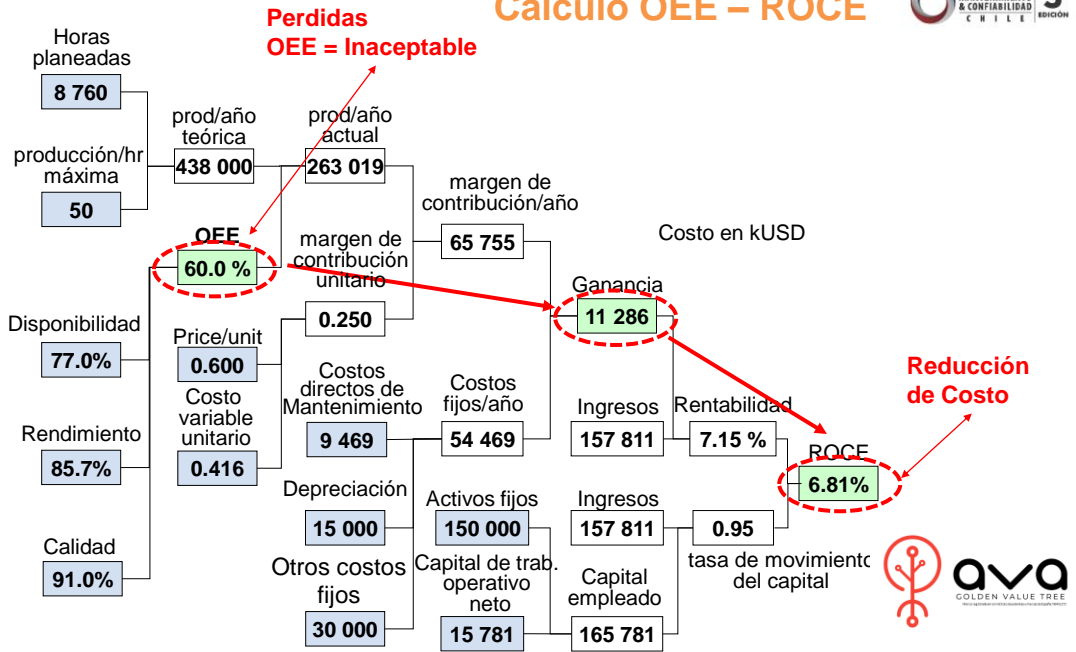 Cálculo OEE – ROCE
& CONFIABILIDAD
CHILE
EDICIÓN
Perdidas
OEE = Inaceptable
Horas
planeadas
8 760
producción/hr
máxima
50
prod/año
teórica
438 000
prod/año
actual
263 019
margen de
contribución/año
65 755
Costo en kUSD
OEE
60.0 %
margen de
contribución
unitario
0.250
Ganancia
11 286
Disponibilidad
77.0%
Price/unit
0.600
Costo
variable
unitario
0.416
Costos
directos de
Mantenimiento
9 469
Costos
fijos/año
54 469
Ingresos
157 811
Rentabilidad
7.15 %
Reducción
de Costo
ROCE
6.81%
Rendimiento
85.7%
Depreciación
15 000
Activos fijos
150 000
Ingresos
157 811
0.95
tasa de movimiento
del capital
Calidad
91.0%
Otros costos
fijos
30 000
Capital de trab.
operativo
neto
15 781
Capital
empleado
165 781
ava
GOLDEN VALUE TREE